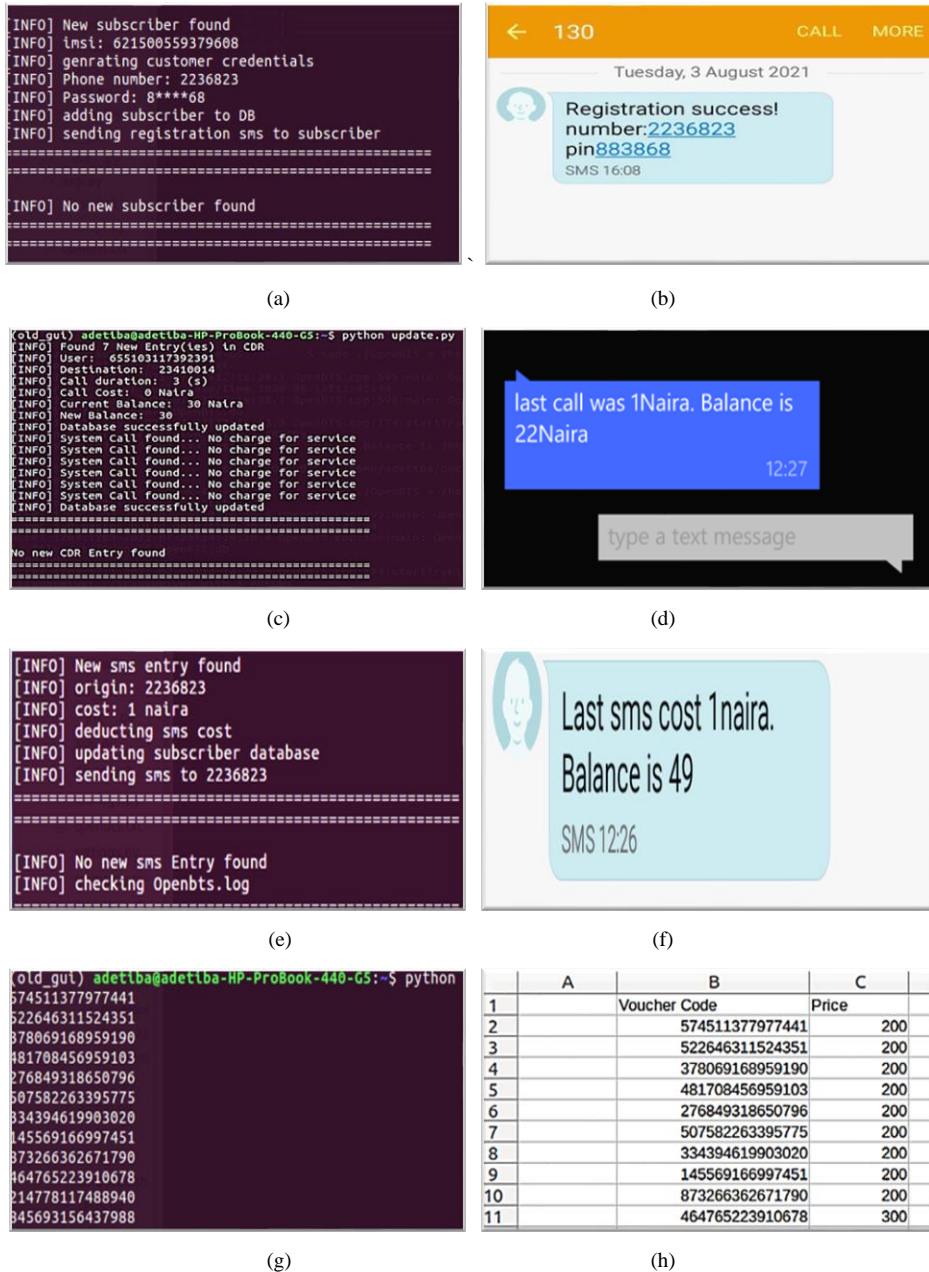 [INFO] New subscriber found
[INFO] imsi: 621500559379608
[INFO] genrating customer credentials
[INFO] Phone number: 2236823
[INFO] Password: 8****68
[INFO] adding subscriber to DB
[INFO] sending registration sms to subscriber
==================================================
==================================================
[INFO] No new subscriber found
==================================================
==================================================
`
← 130 CALL MORE
Tuesday, 3 August 2021
Registration success!
number:2236823
pin883868
SMS 16:08
(a)
(b)
(old_gui) adetiba@adetiba-HP-ProBook-440-G5:~$ python update.py
[INFO] Found 7 New Entry(ies) in CDR
[INFO] User: 655103117392391
[INFO] Destination: 23410014
[INFO] Call duration: 3 (s)
[INFO] Call Cost: 0 Naira
[INFO] Current Balance: 30 Naira
[INFO] New Balance: 30
[INFO] Database successfully updated
[INFO] System Call found... No charge for service
[INFO] System Call found... No charge for service
[INFO] System Call found... No charge for service
[INFO] System Call found... No charge for service
[INFO] System Call found... No charge for service
[INFO] System Call found... No charge for service
[INFO] Database successfully updated
==================================================
==================================================
No new CDR Entry found
==================================================
==================================================
last call was 1Naira. Balance is
22Naira
12:27
type a text message
(c)
(d)
[INFO] New sms entry found
[INFO] origin: 2236823
[INFO] cost: 1 naira
[INFO] deducting sms cost
[INFO] updating subscriber database
[INFO] sending sms to 2236823
==================================================
==================================================
[INFO] No new sms Entry found
[INFO] checking Openbts.log
==================================================
Last sms cost 1naira.
Balance is 49
SMS 12:26
(e)
(f)
(old_gui) adetiba@adetiba-HP-ProBook-440-G5:~$ python
574511377977441
522646311524351
378069168959190
481708456959103
276849318650796
507582263395775
334394619903020
145569166997451
873266362671790
464765223910678
214778117488940
845693156437988
A B C
1 Voucher Code Price
2 574511377977441 200
3 522646311524351 200
4 378069168959190 200
5 481708456959103 200
6 276849318650796 200
7 507582263395775 200
8 334394619903020 200
9 145569166997451 200
10 873266362671790 200
11 464765223910678 300
(g)
(h)